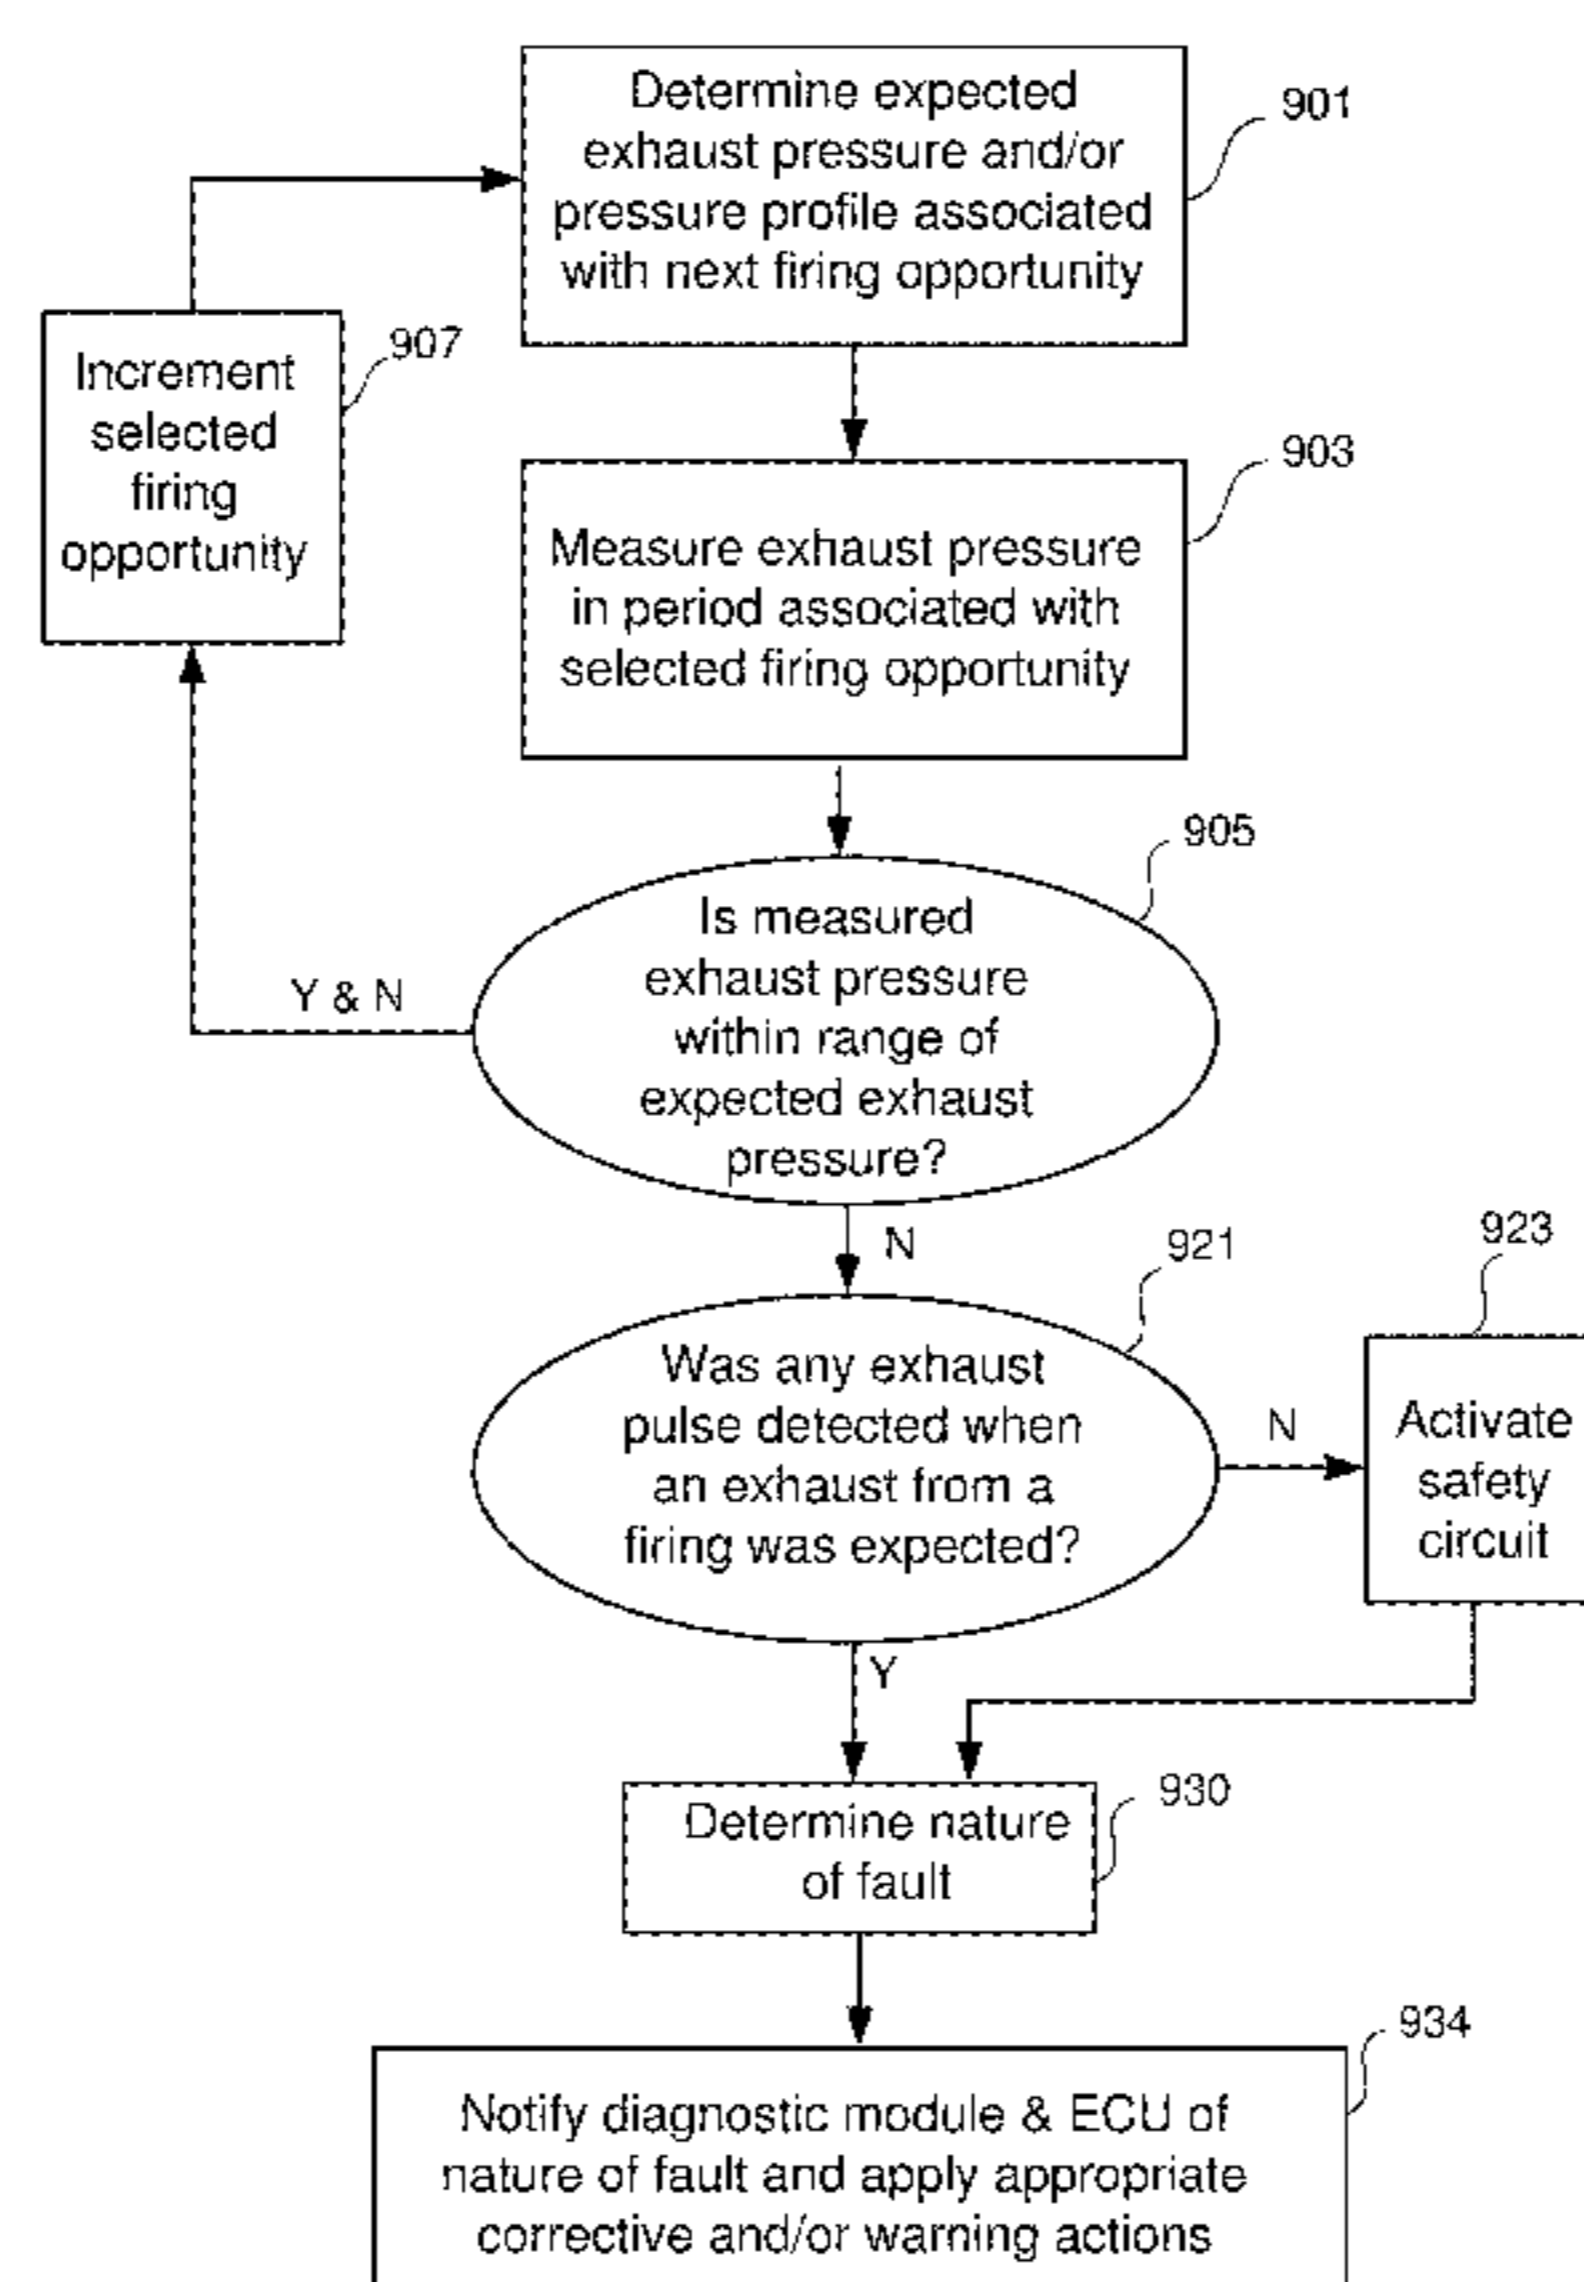 Determine expected
exhaust pressure and/or
pressure profile associated
with next firing opportunity
901
Increment
selected
firing
opportunity
907
Measure exhaust pressure
in period associated with
selected firing opportunity
903
905
Is measured
exhaust pressure
within range of
expected exhaust
pressure?
Y & N
N
921
923
Was any exhaust
pulse detected when
an exhaust from a
firing was expected?
N
Activate
safety
circuit
Y
930
Determine nature
of fault
934
Notify diagnostic module & ECU of
nature of fault and apply appropriate
corrective and/or warning actions